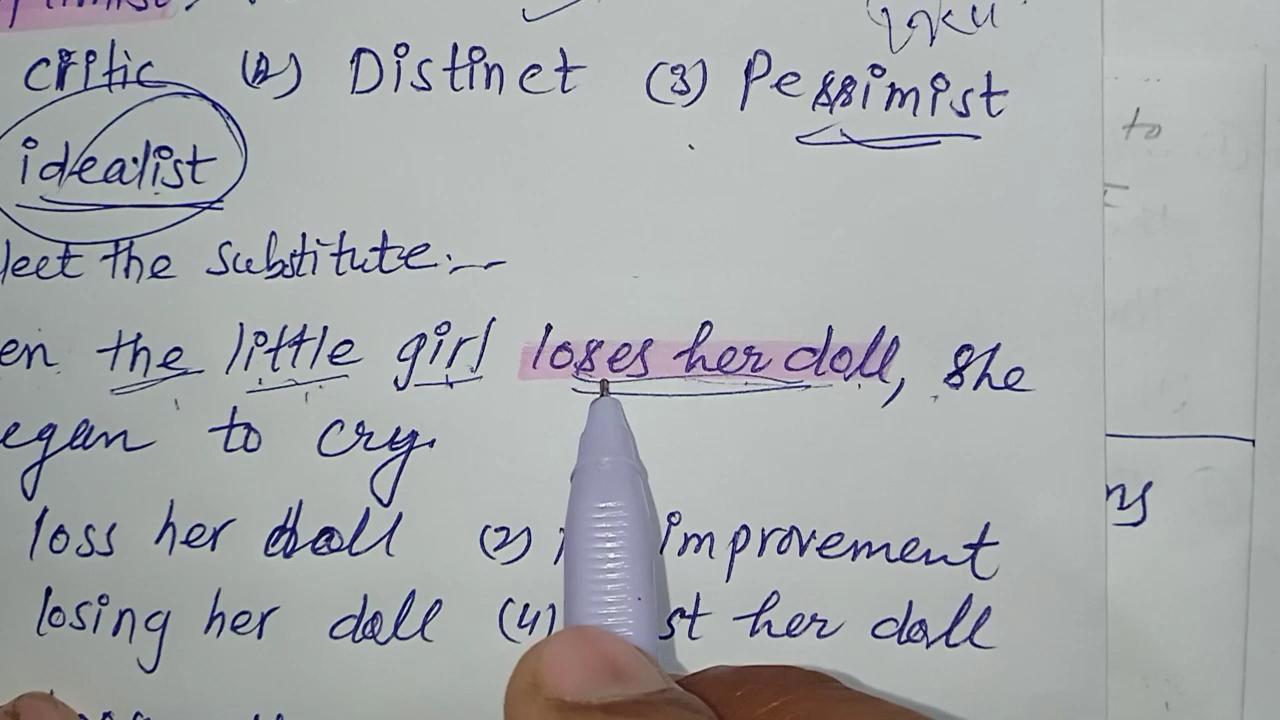 critic (2) Distinct (3) Pessimist
idealist
lect the substitute:—
en the little girl loses her doll, she
egan to cry.
loss her doll (2) improvement
losing her doll (4) st her doll
to